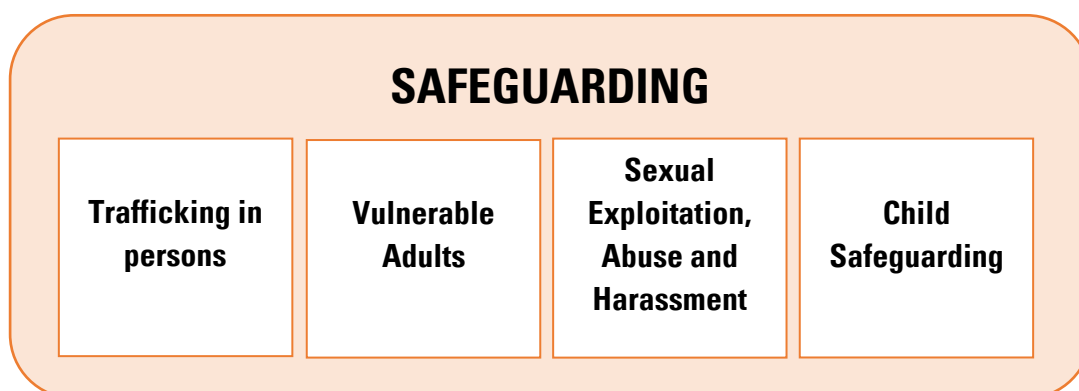 SAFEGUARDING
Trafficking in
persons
Vulnerable
Adults
Sexual
Exploitation,
Abuse and
Harassment
Child
Safeguarding